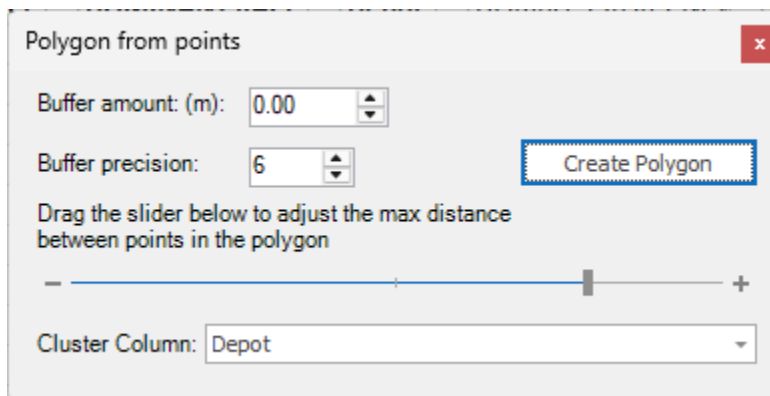 Polygon from points
x
Buffer amount: (m): 0.00
Buffer precision: 6
Create Polygon
Drag the slider below to adjust the max distance
between points in the polygon
− +
Cluster Column: Depot